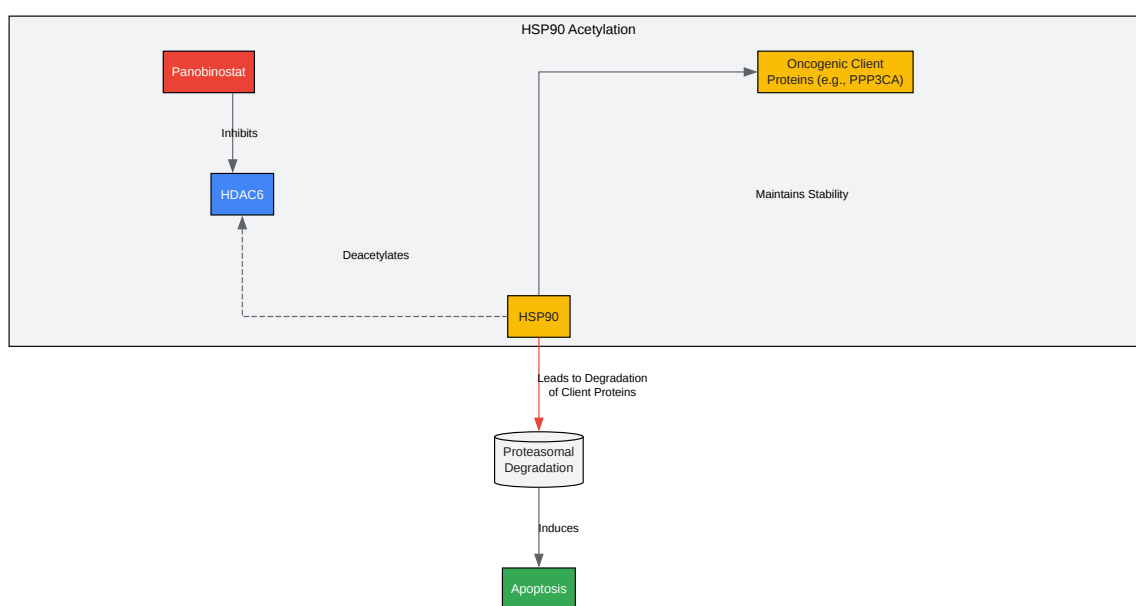 HSP90 Acetylation
Panobinostat
Oncogenic Client
Proteins (e.g., PPP3CA)
Inhibits
HDAC6
Maintains Stability
Deacetylates
HSP90
Leads to Degradation
of Client Proteins
Proteasomal
Degradation
Induces
Apoptosis